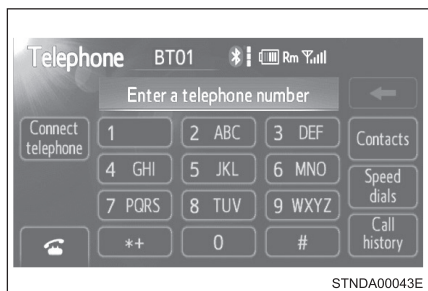 Telephone BT01 Rm
Enter a telephone number
Connect telephone
1
2 ABC
3 DEF
Contacts
4 GHI
5 JKL
6 MNO
Speed dials
7 PQRS
8 TUV
9 WXYZ
*+
0
#
Call history
STNDA00043E